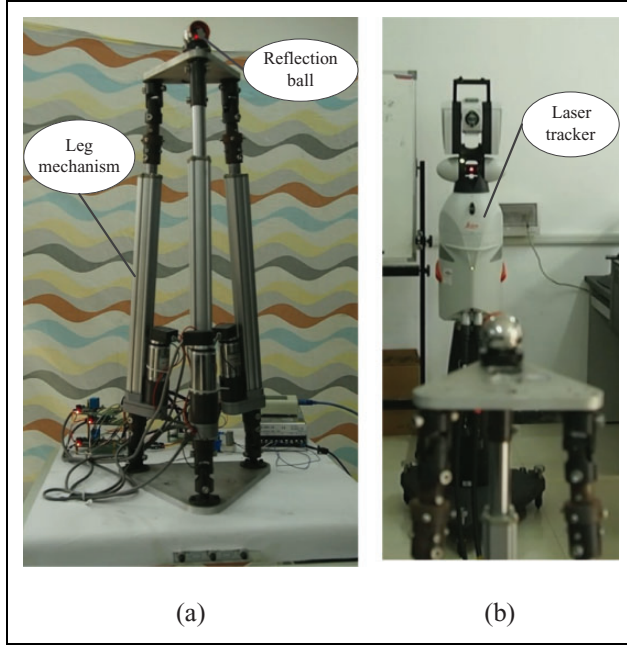 Reflection
ball
Leg
mechanism
Laser
tracker
(a)
(b)